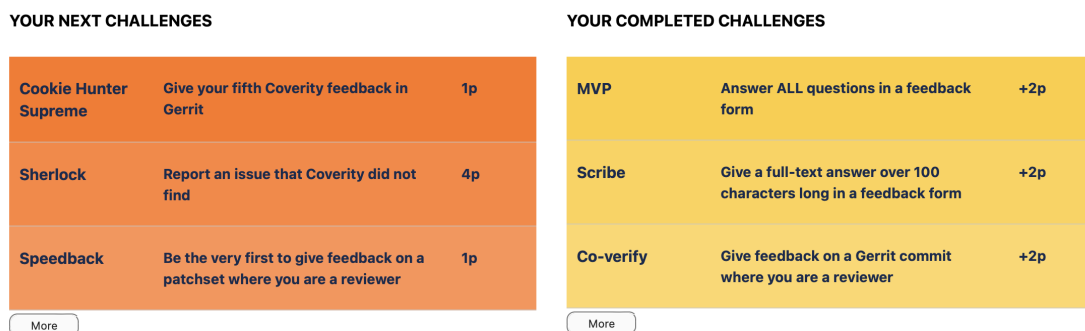 YOUR NEXT CHALLENGES
Cookie Hunter Supreme
Give your fifth Coverity feedback in Gerrit
1p
Sherlock
Report an issue that Coverity did not find
4p
Speedback
Be the very first to give feedback on a patchset where you are a reviewer
1p
More
YOUR COMPLETED CHALLENGES
MVP
Answer ALL questions in a feedback form
+2p
Scribe
Give a full-text answer over 100 characters long in a feedback form
+2p
Co-verify
Give feedback on a Gerrit commit where you are a reviewer
+2p
More